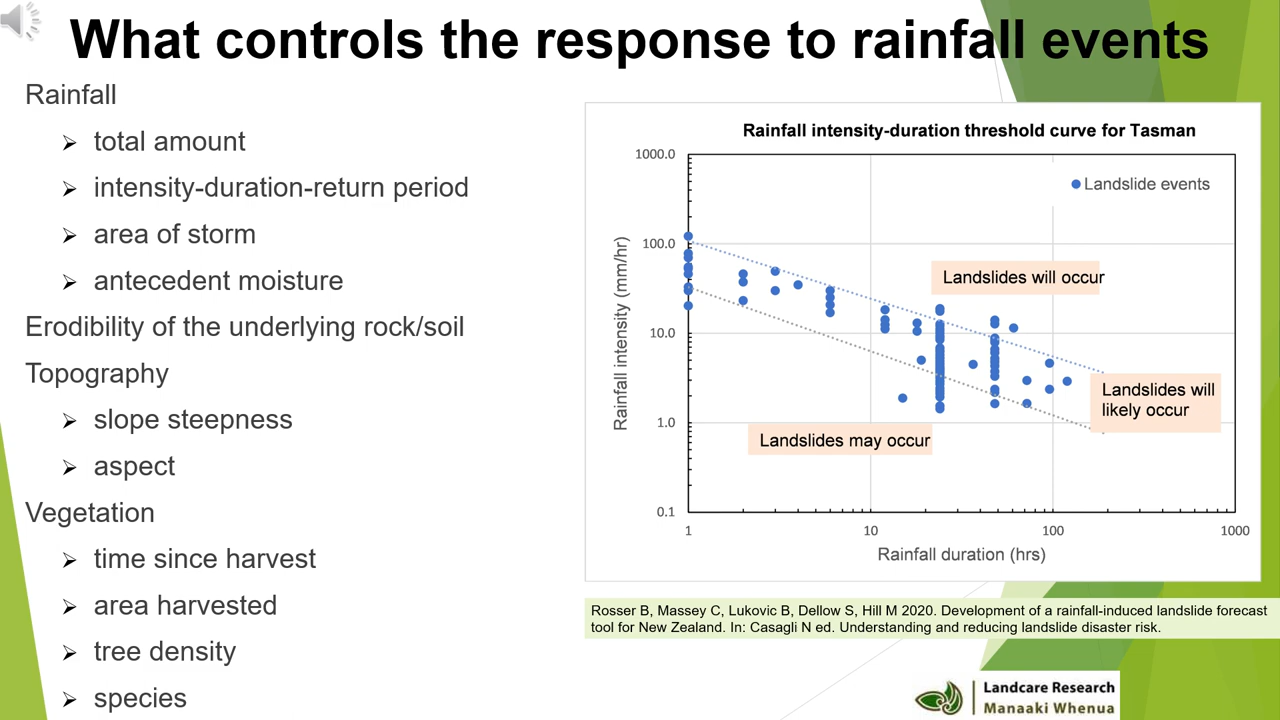 What controls the response to rainfall events
Rainfall
total amount
intensity-duration-return period
area of storm
antecedent moisture
Erodibility of the underlying rock/soil
Topography
slope steepness
aspect
Vegetation
time since harvest
area harvested
tree density
species
Rainfall intensity-duration threshold curve for Tasman
1000.0
100.0
10.0
1.0
0.1
Rainfall intensity (mm/hr)
Landslide events
Landslides will occur
Landslides will
likely occur
Landslides may occur
1
10
100
1000
Rainfall duration (hrs)
Rosser B, Massey C, Lukovic B, Dellow S, Hill M 2020. Development of a rainfall-induced landslide forecast
tool for New Zealand. In: Casagli N ed. Understanding and reducing landslide disaster risk.
Landcare Research
Manaaki Whenua